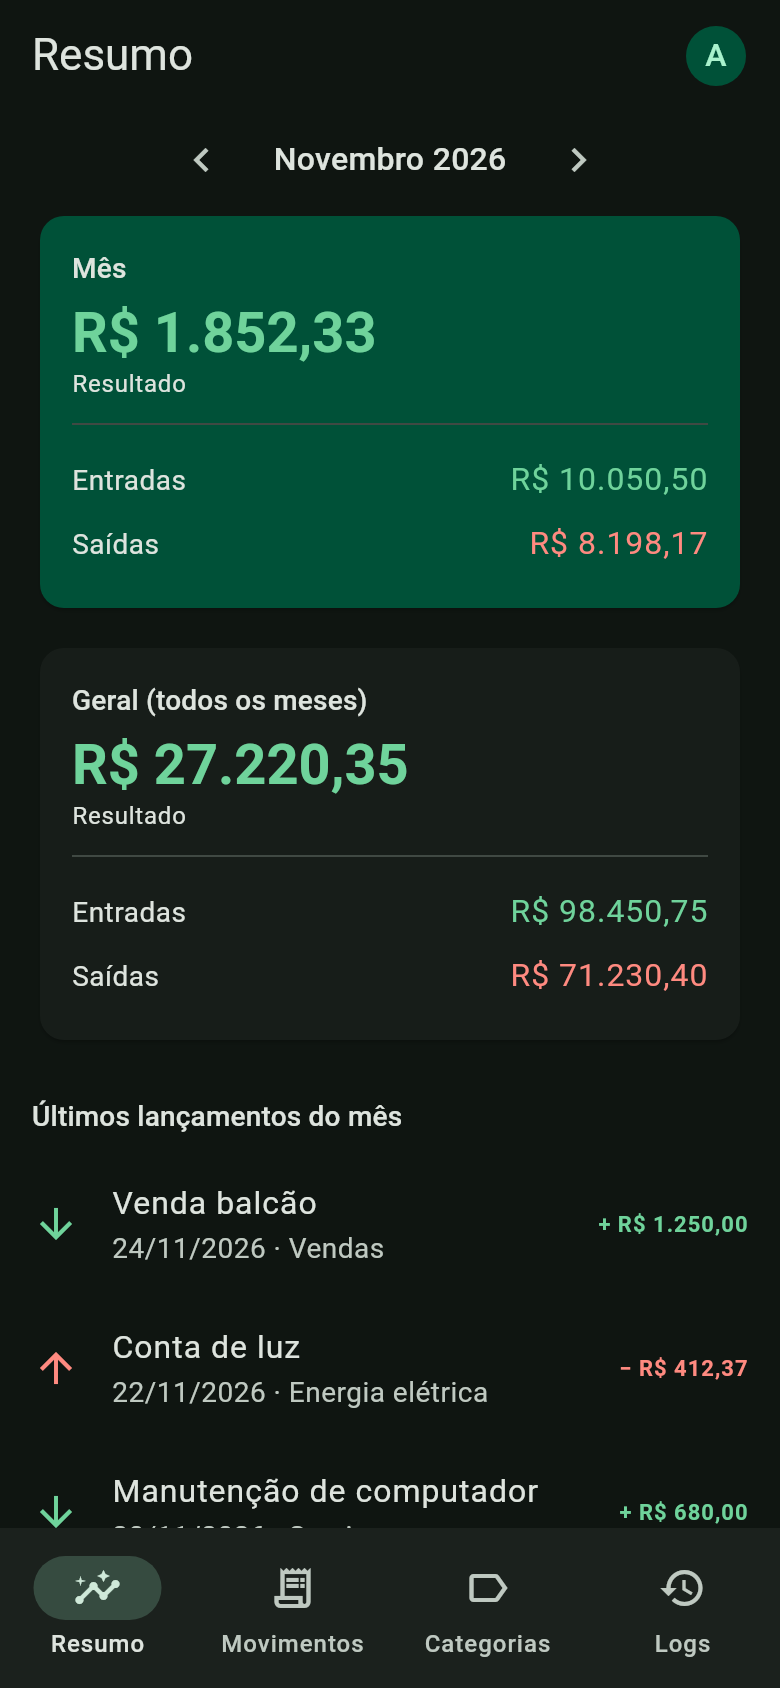 Resumo
A
Novembro 2026
Mês
R$ 1.852,33
Resultado
Entradas
R$ 10.050,50
Saídas
R$ 8.198,17
Geral (todos os meses)
R$ 27.220,35
Resultado
Entradas
R$ 98.450,75
Saídas
R$ 71.230,40
Últimos lançamentos do mês
Venda balcão
+ R$ 1.250,00
24/11/2026 · Vendas
Conta de luz
− R$ 412,37
22/11/2026 · Energia elétrica
Manutenção de computador
+ R$ 680,00
Resumo
Movimentos
Categorias
Logs